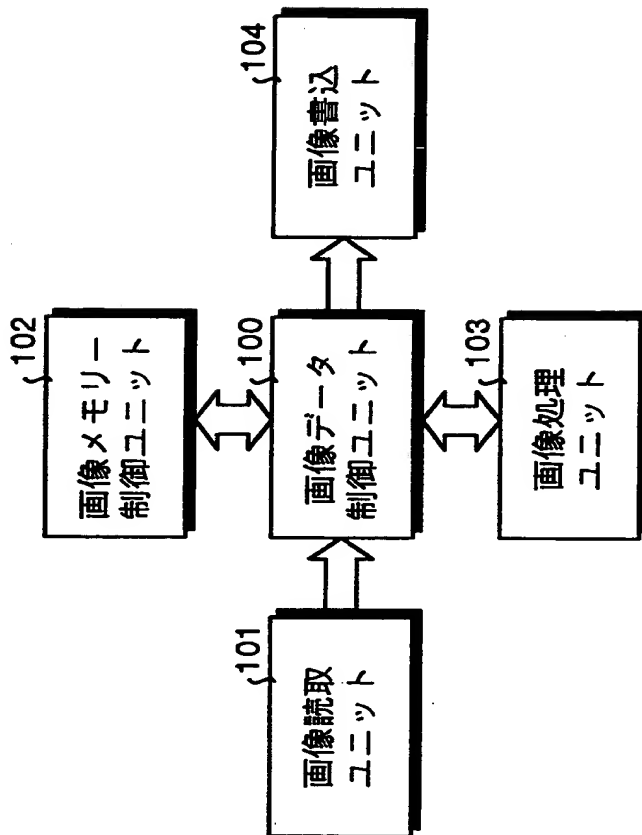 102
画像メモリー
制御ユニット
101
画像読取
ユニット
100
画像データ
制御ユニット
104
画像書込
ユニット
103
画像処理
ユニット